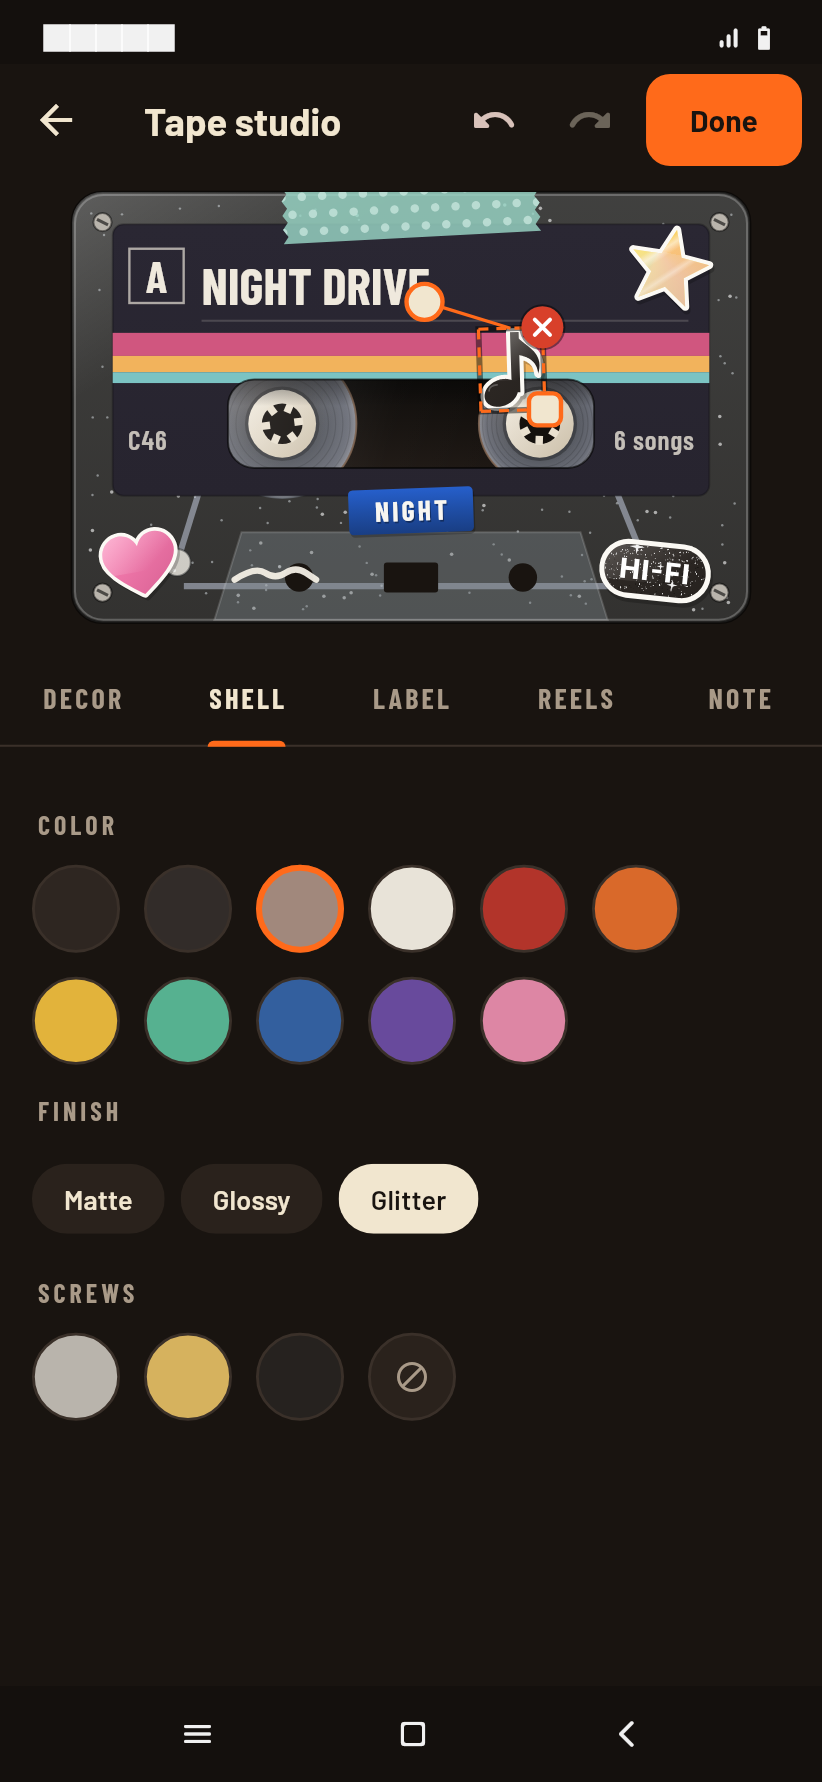 Tape studio
Done
A
NIGHT DRIVE
C46
6 songs
NIGHT
HI-FI
DECOR
SHELL
LABEL
REELS
NOTE
COLOR
FINISH
Matte
Glossy
Glitter
SCREWS